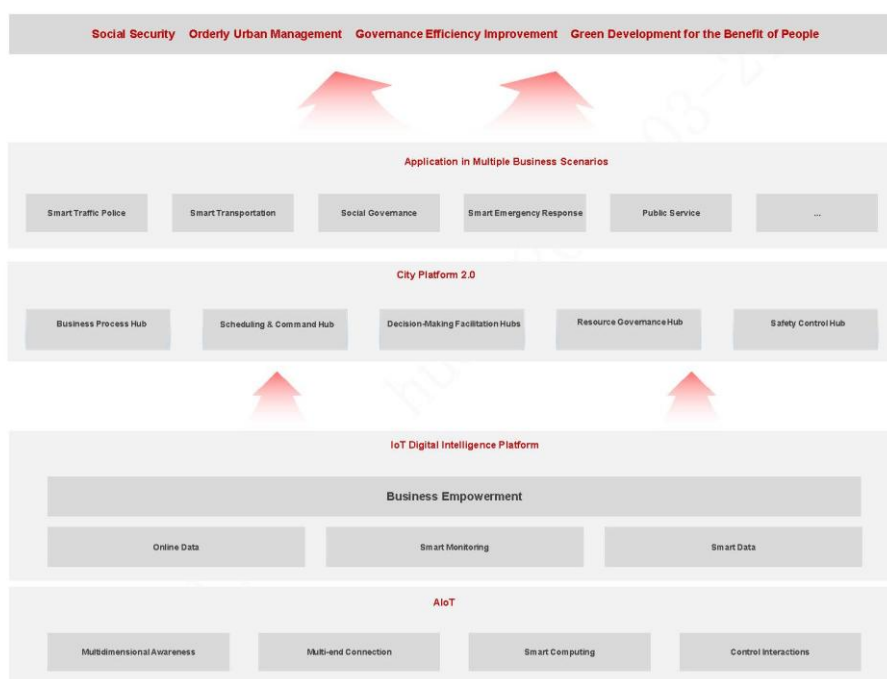 Social Security Orderly Urban Management Governance Efficiency Improvement Green Development for the Benefit of People
Application in Multiple Business Scenarios
Smart Traffic Police
Smart Transportation
Social Governance
Smart Emergency Response
Public Service
...
City Platform 2.0
Business Process Hub
Scheduling & Command Hub
Decision-Making Facilitation Hubs
Resource Governance Hub
Safety Control Hub
IoT Digital Intelligence Platform
Business Empowerment
Online Data
Smart Monitoring
Smart Data
AIoT
Multidimensional Awareness
Multi-end Connection
Smart Computing
Control Interactions